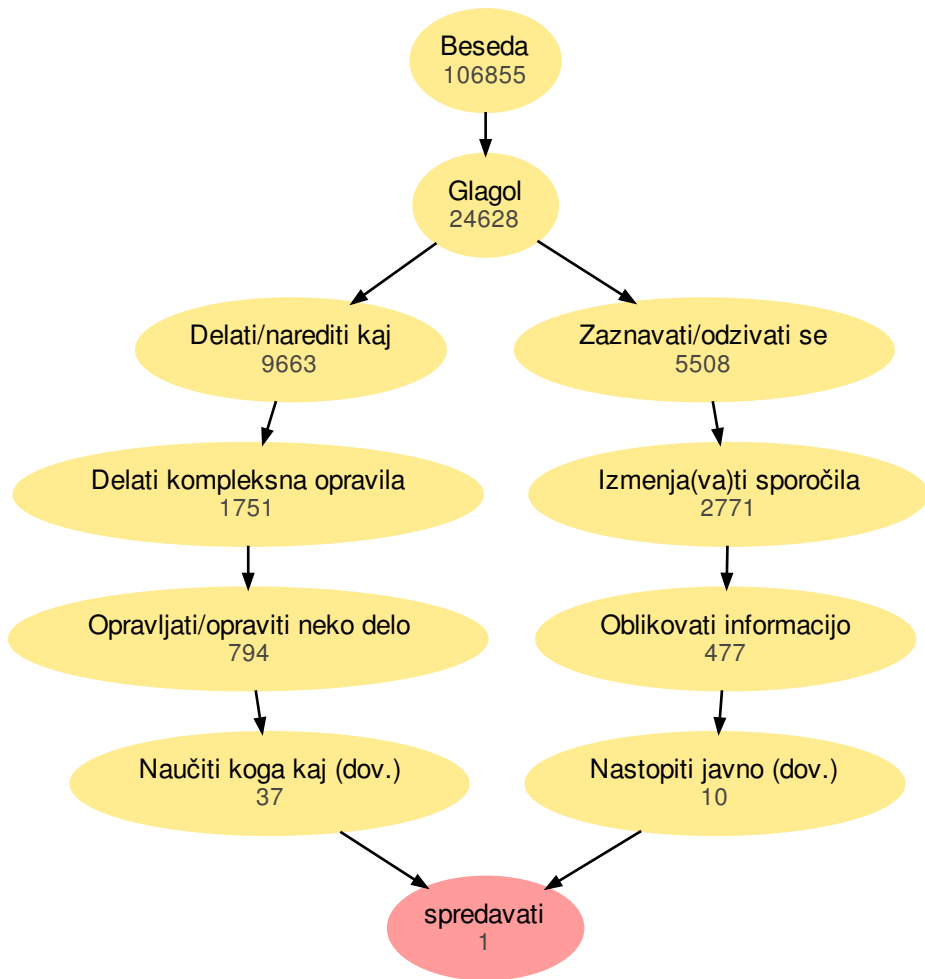 Beseda
106855
Glagol
24628
Delati/narediti kaj
9663
Zaznavati/odzivati se
5508
Delati kompleksna opravila
1751
Izmenja(va)ti sporočila
2771
Opravljati/opraviti neko delo
794
Oblikovati informacijo
477
Naučiti koga kaj (dov.)
37
Nastopiti javno (dov.)
10
spredavati
1